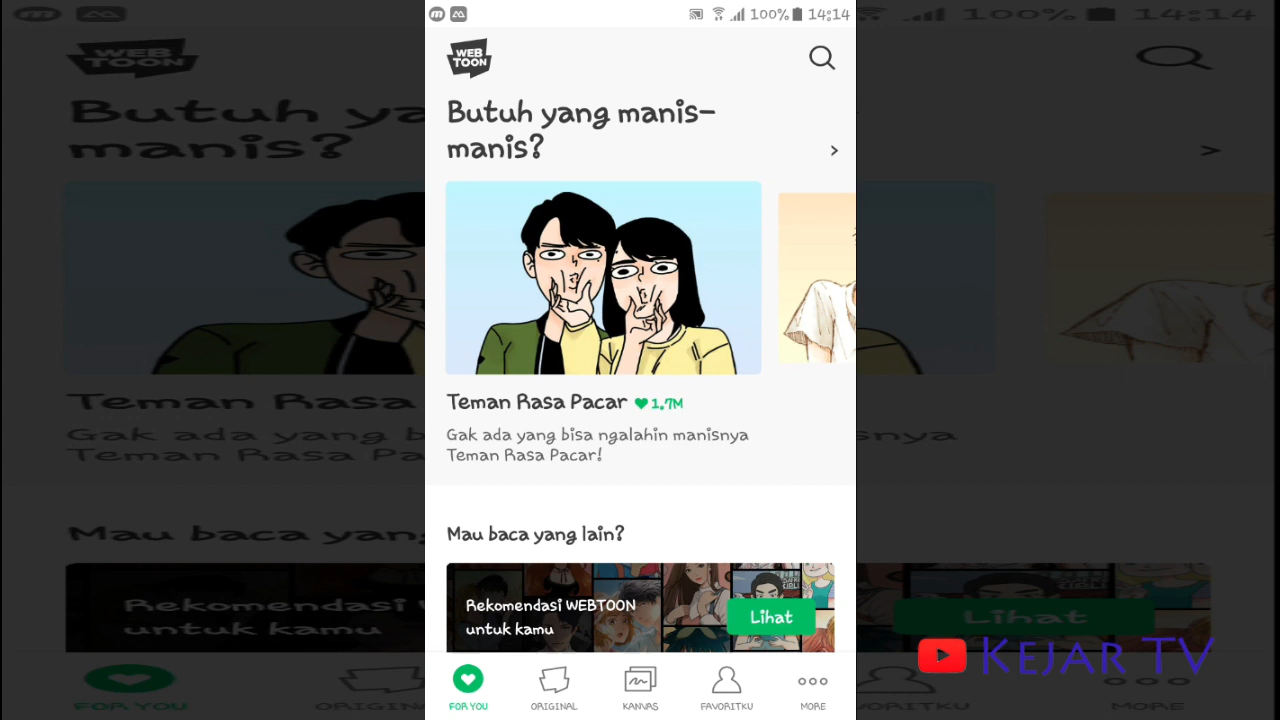 100% 14:14
WEB
TOON
Butuh yang manis-
manis?
Teman Rasa Pacar 1,7M
Gak ada yang bisa ngalahin manisnya
Teman Rasa Pacar!
Mau baca yang lain?
Rekomendasi WEBTOON
untuk kamu
Lihat
FOR YOU
ORIGINAL
KANVAS
FAVORITKU
MORE
KEJAR TV